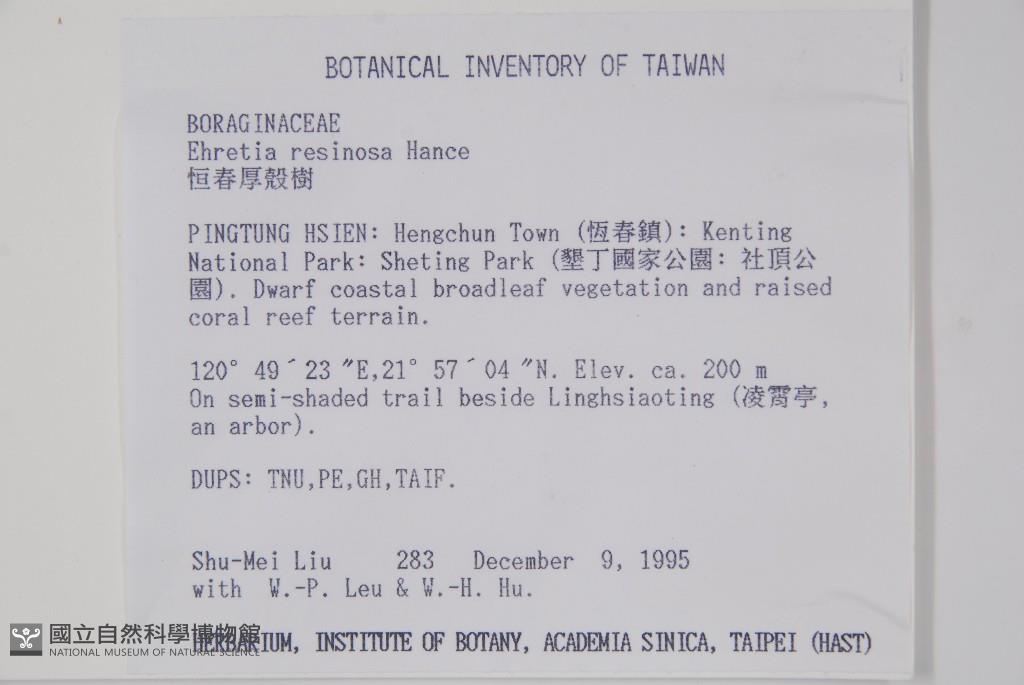 BOTANICAL INVENTORY OF TAIWAN
BORAGINACEAE
Ehretia resinosa Hance
恒春厚殼樹
PINGTUNG HSIEN: Hengchun Town (恆春鎮): Kenting
National Park: Sheting Park (墾丁國家公園: 社頂公
園). Dwarf coastal broadleaf vegetation and raised
coral reef terrain.
120° 49´23 ″E,21° 57´04 ″N. Elev. ca. 200 m
On semi-shaded trail beside Linghsiaoting (凌霄亭,
an arbor).
DUPS: TNU,PE,GH,TAIF.
Shu-Mei Liu 283 December 9, 1995
with W.-P. Leu & W.-H. Hu.
HERBARIUM, INSTITUTE OF BOTANY, ACADEMIA SINICA, TAIPEI (HAST)
國立自然科學博物館
NATIONAL MUSEUM OF NATURAL SCIENCE